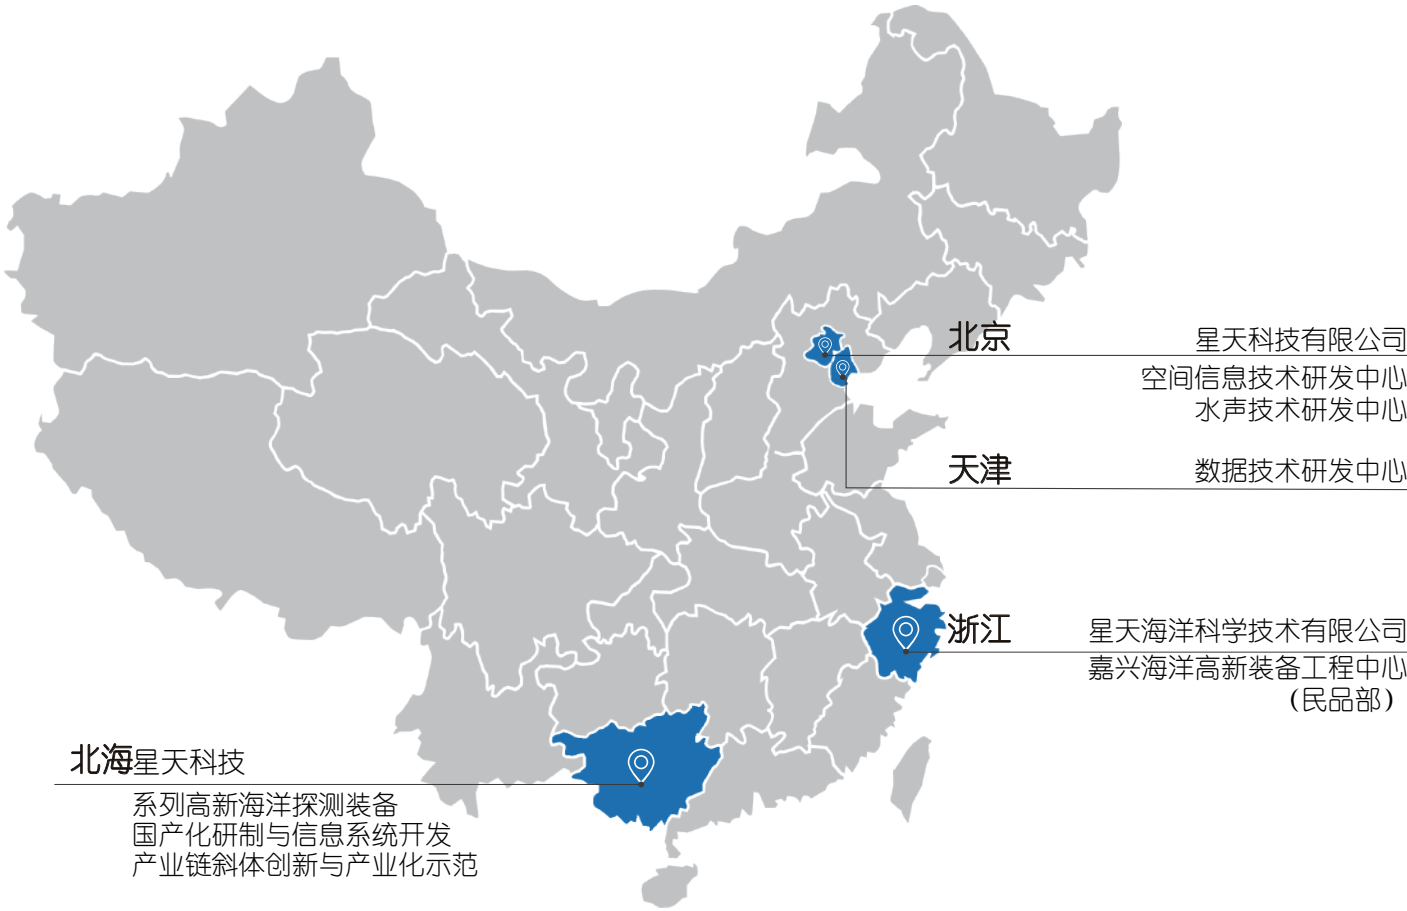 北京 星天科技有限公司
空间信息技术研发中心
水声技术研发中心
天津 数据技术研发中心
浙江 星天海洋科学技术有限公司
嘉兴海洋高新装备工程中心
(民品部)
北海星天科技
系列高新海洋探测装备
国产化研制与信息系统开发
产业链斜体创新与产业化示范